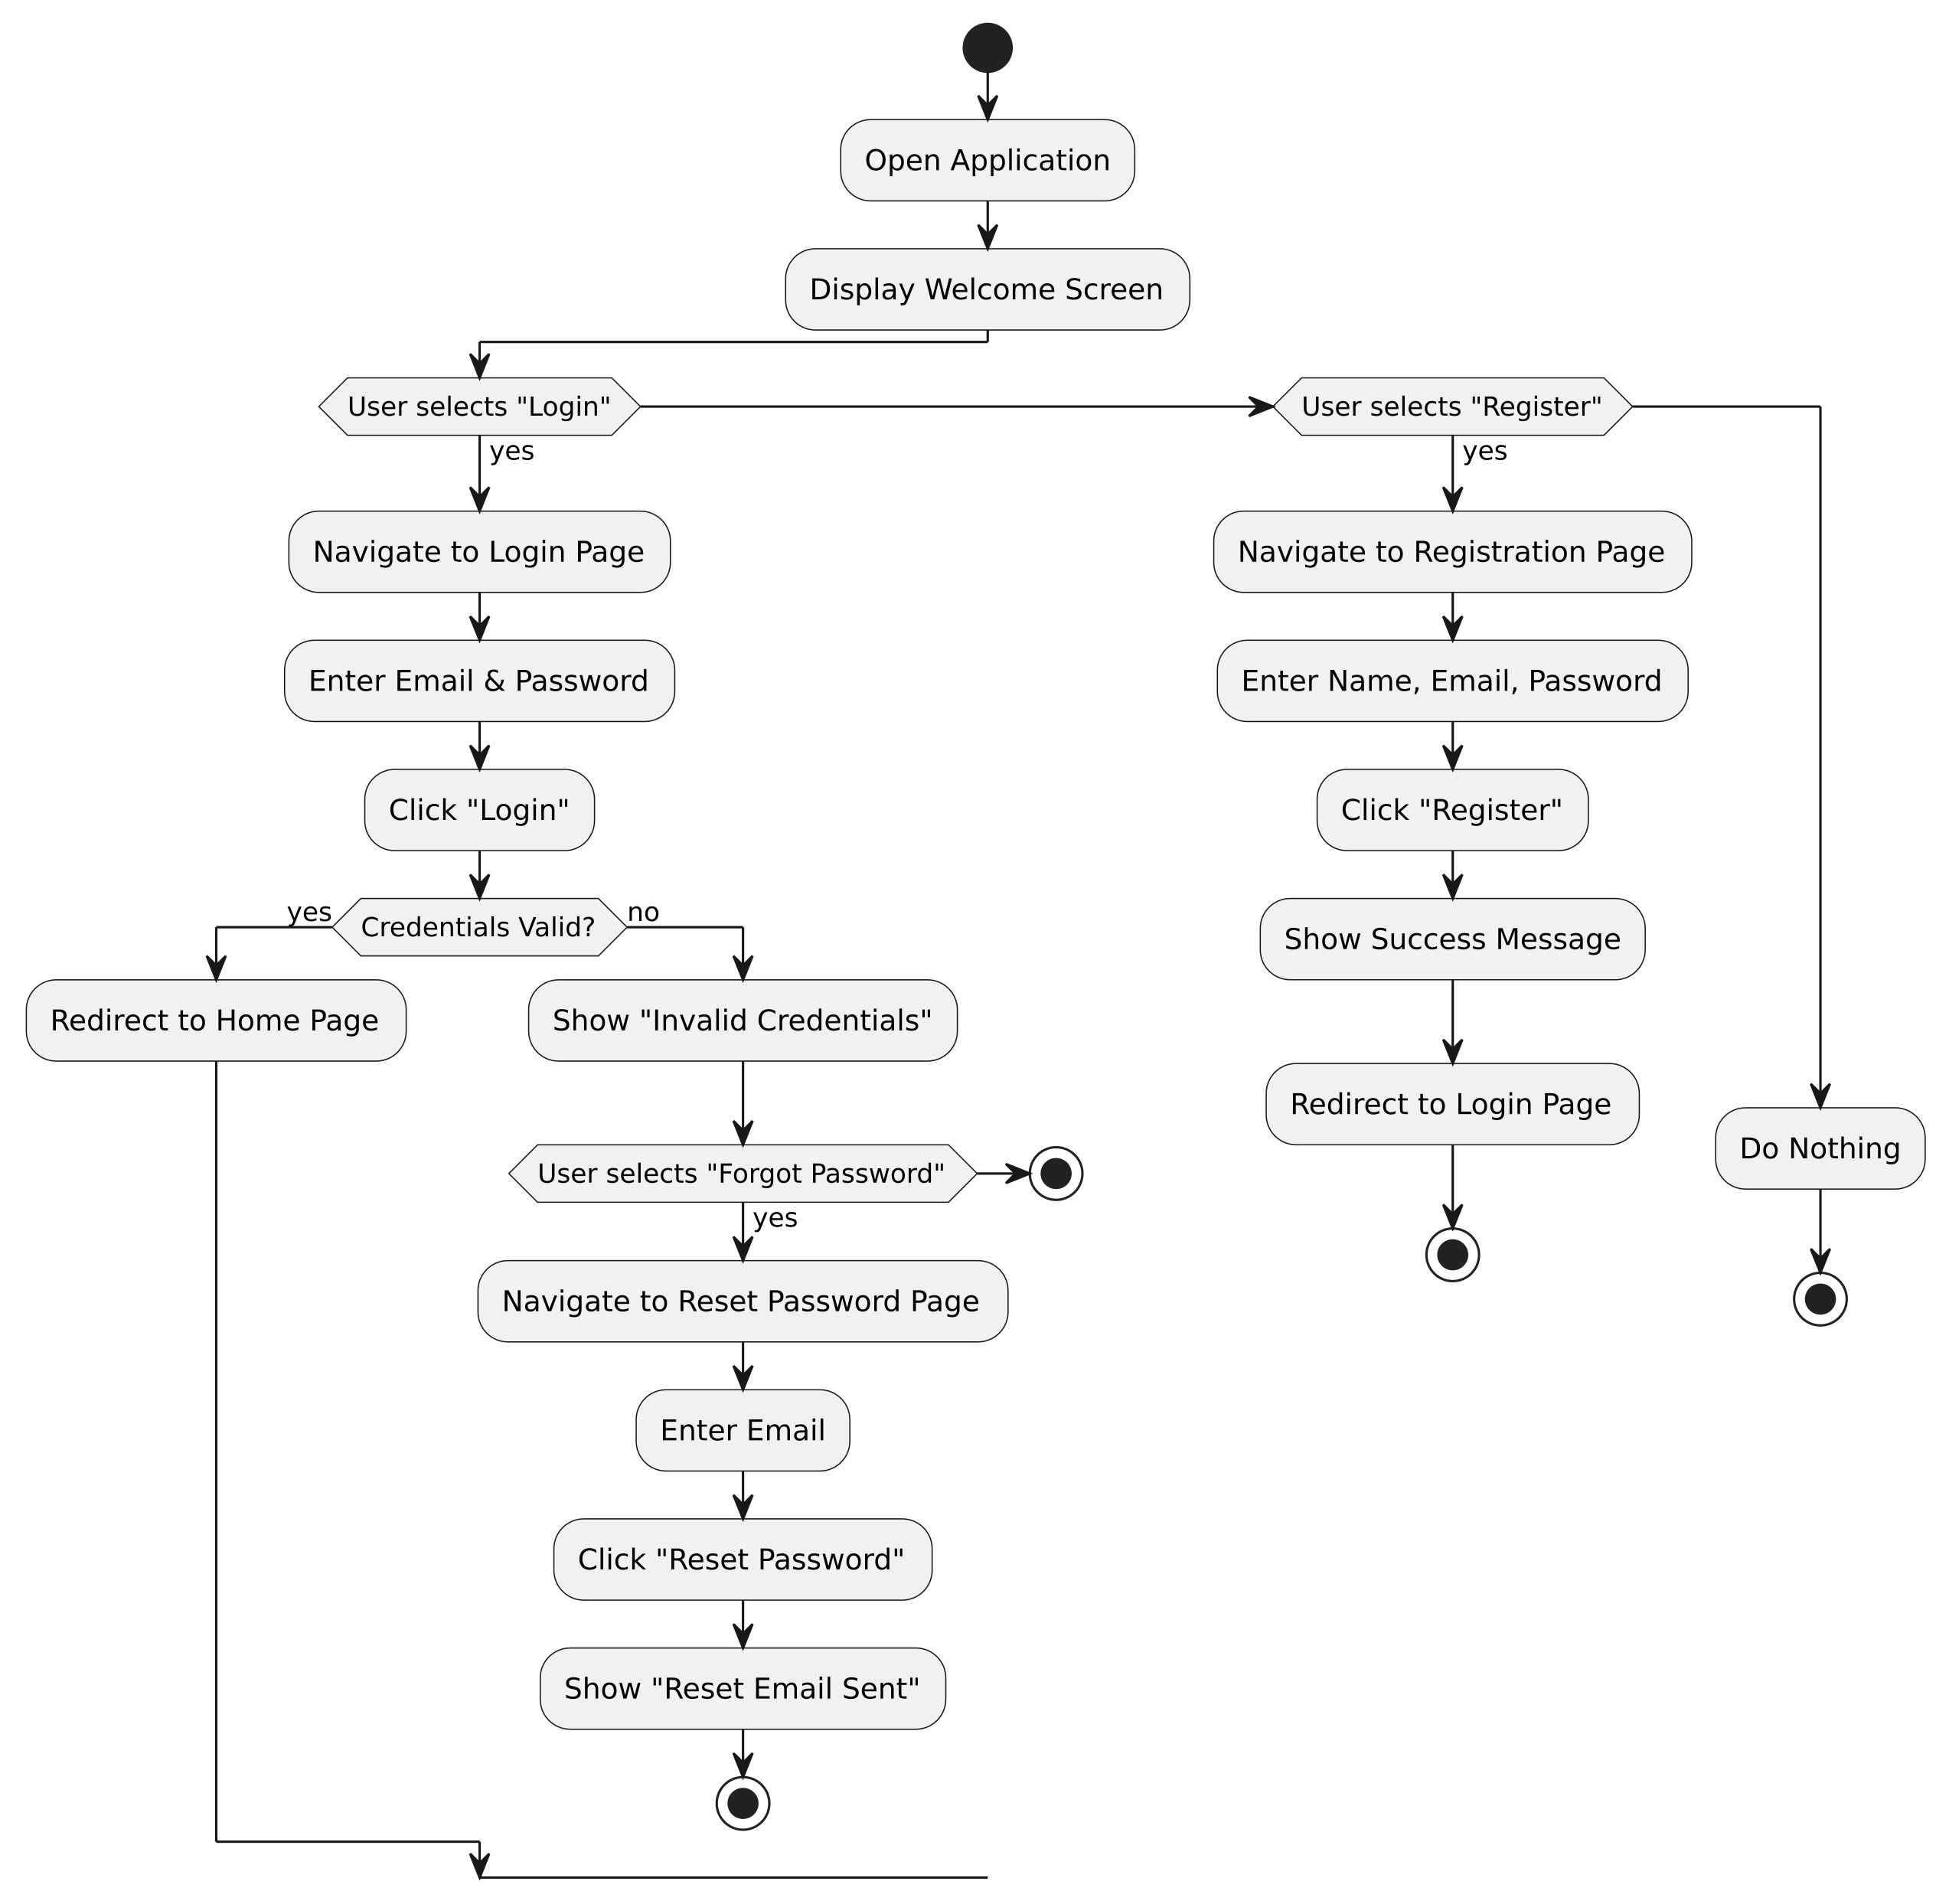 Open Application
Display Welcome Screen
User selects "Login"
yes
Navigate to Login Page
Enter Email & Password
Click "Login"
Credentials Valid?
yes
no
Redirect to Home Page
Show "Invalid Credentials"
User selects "Forgot Password"
yes
Navigate to Reset Password Page
Enter Email
Click "Reset Password"
Show "Reset Email Sent"
User selects "Register"
yes
Navigate to Registration Page
Enter Name, Email, Password
Click "Register"
Show Success Message
Redirect to Login Page
Do Nothing